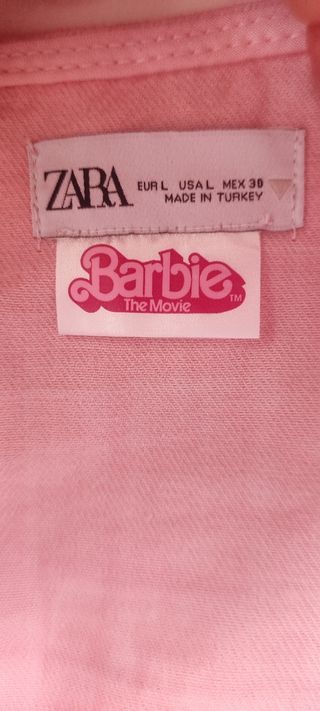 ZARA
EUR L USA L MEX 30
MADE IN TURKEY
Barbie
The Movie TM